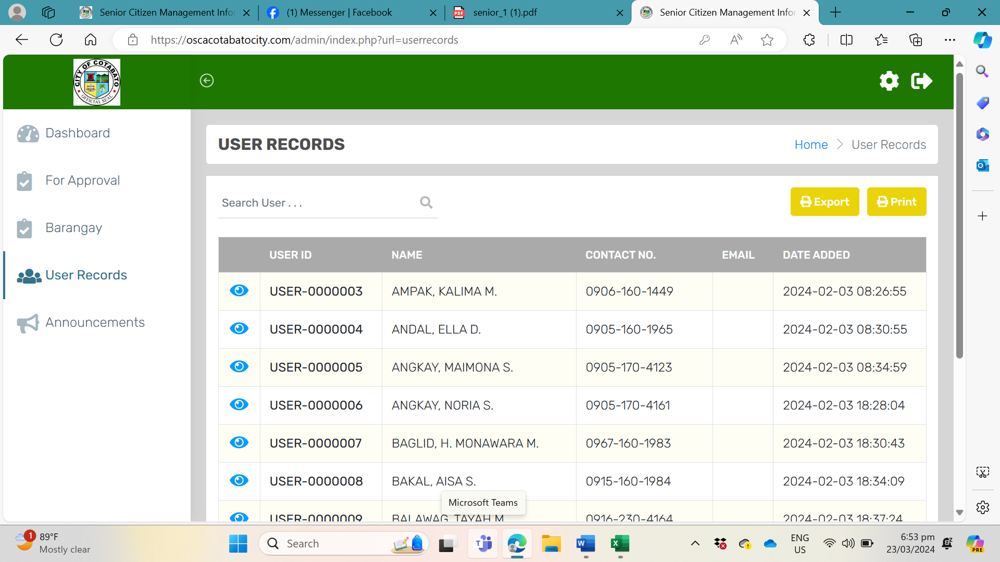 Senior Citizen Management Infor
(1) Messenger | Facebook
senior_1 (1).pdf
Senior Citizen Management Infor
https://oscacotabatocity.com/admin/index.php?url=userrecords
CITY OF COTABATO
OFFICIAL SEAL
Dashboard
For Approval
Barangay
User Records
Announcements
USER RECORDS
Home > User Records
Search User . . .
Export
Print
USER ID NAME CONTACT NO. EMAIL DATE ADDED
USER-0000003 AMPAK, KALIMA M. 0906-160-1449 2024-02-03 08:26:55
USER-0000004 ANDAL, ELLA D. 0905-160-1965 2024-02-03 08:30:55
USER-0000005 ANGKAY, MAIMONA S. 0905-170-4123 2024-02-03 08:34:59
USER-0000006 ANGKAY, NORIA S. 0905-170-4161 2024-02-03 18:28:04
USER-0000007 BAGLID, H. MONAWARA M. 0967-160-1983 2024-02-03 18:30:43
USER-0000008 BAKAL, AISA S. 0915-160-1984 2024-02-03 18:34:09
USER-0000009 BALAWAG, TAYAH M. 0916-230-4164 2024-02-03 18:37:24
Microsoft Teams
1
89°F
Mostly clear
Search
ENG
US
6:53 pm
23/03/2024
PRE